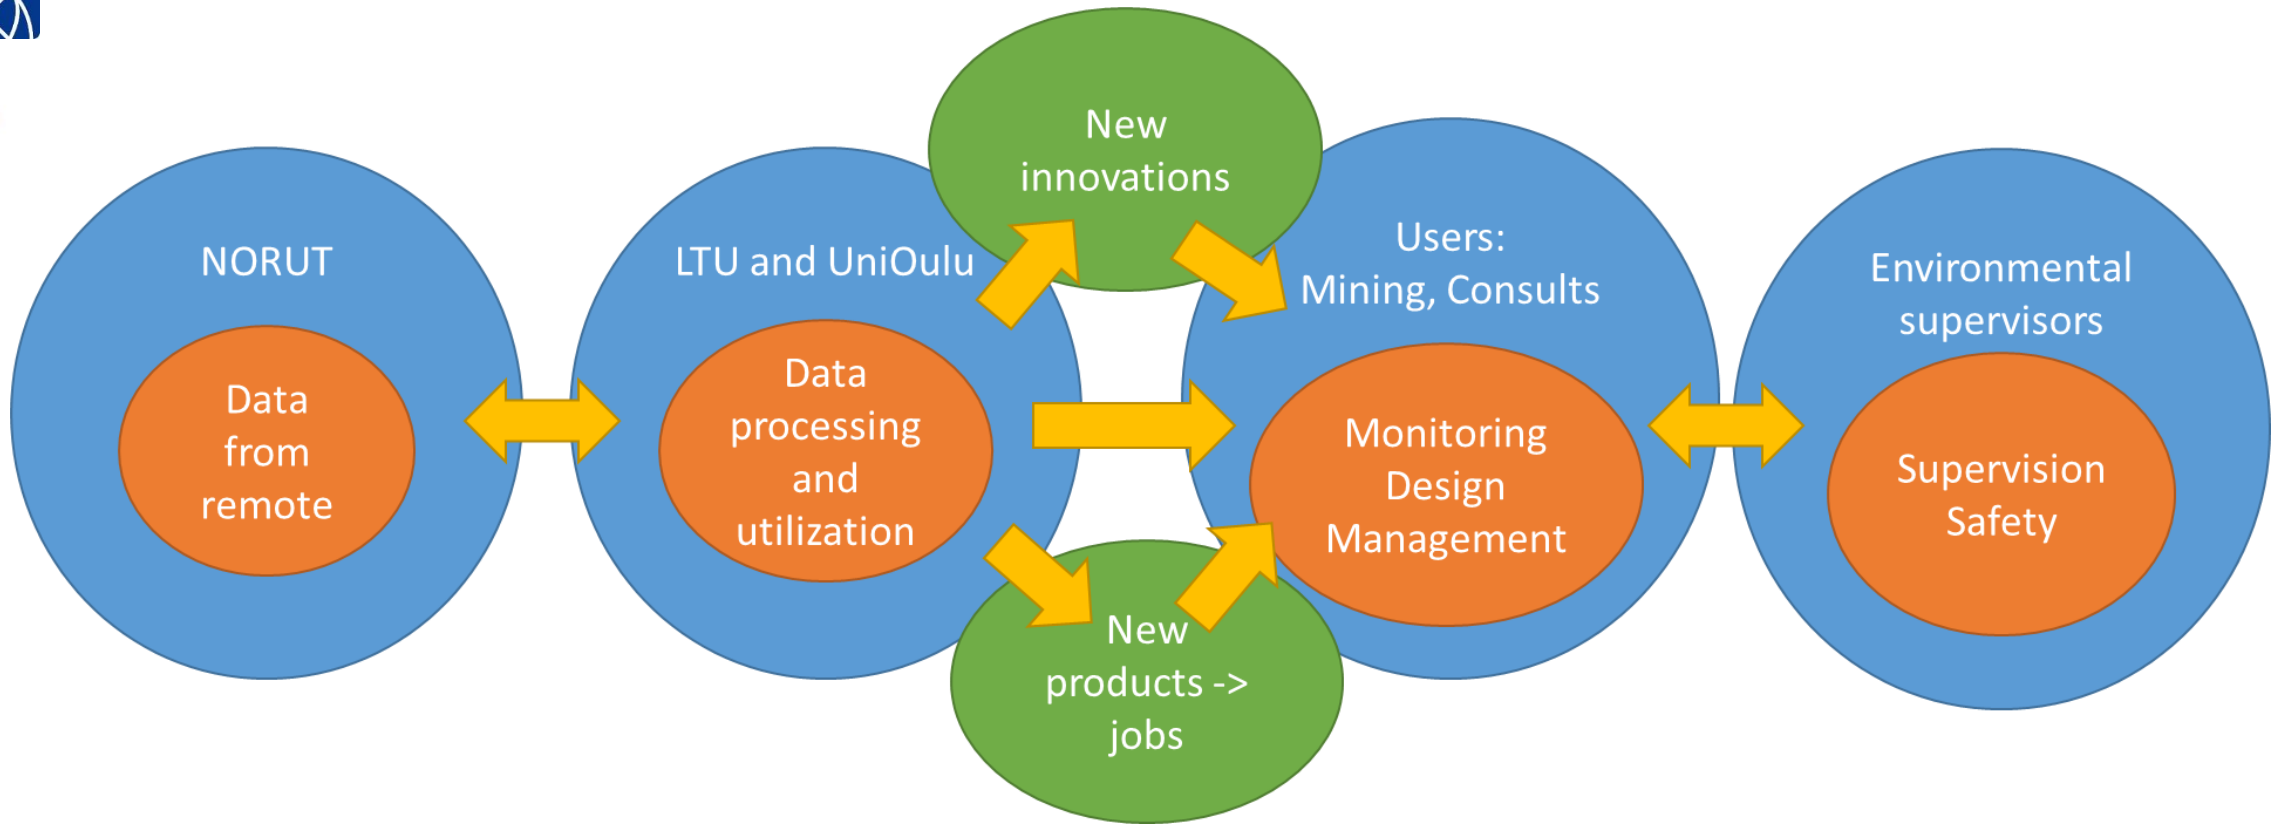 New
innovations
NORUT
LTU and UniOulu
Users:
Mining, Consults
Environmental
supervisors
Data
from
remote
Data
processing
and
utilization
Monitoring
Design
Management
Supervision
Safety
New
products ->
jobs